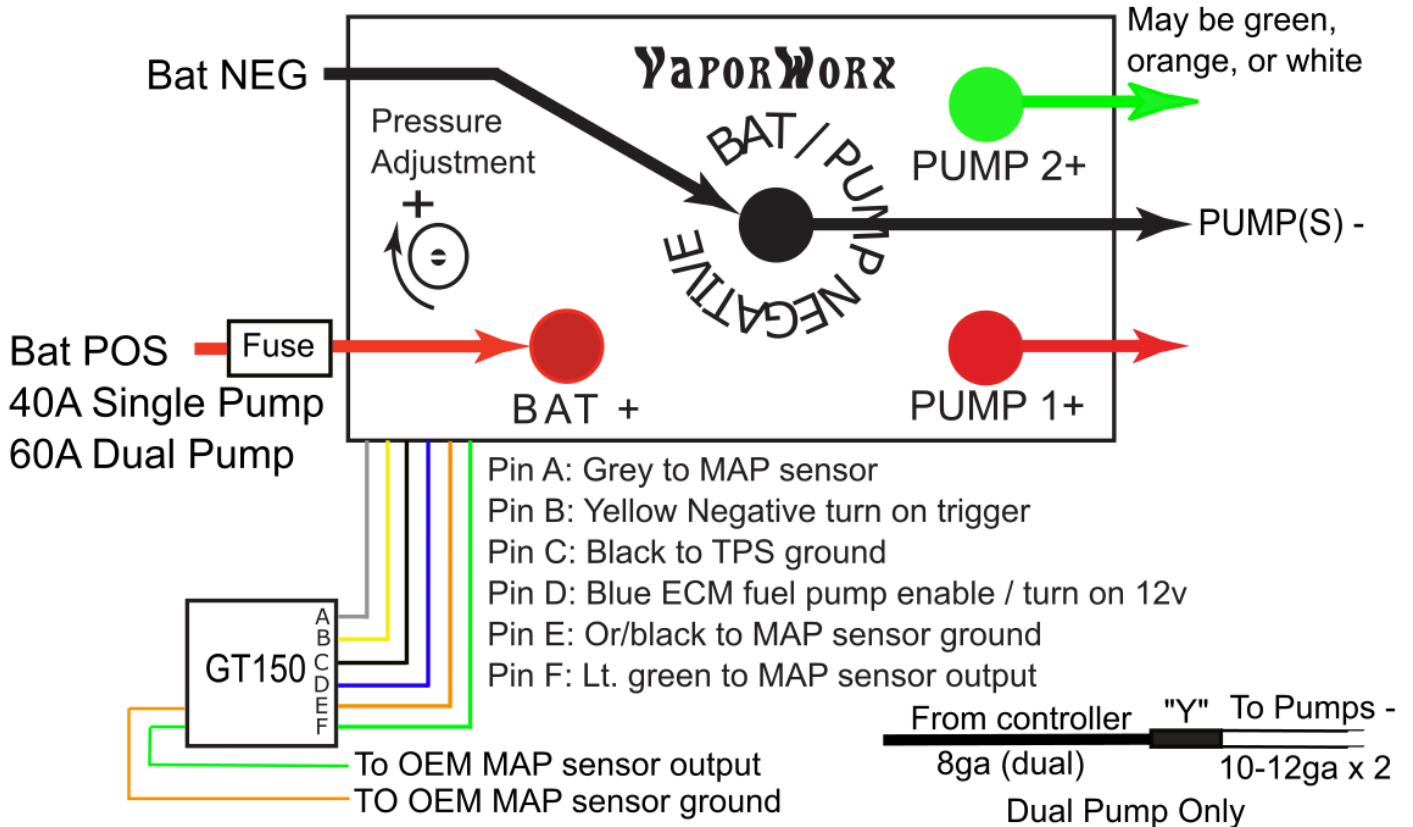 May be green,
orange, or white
Bat NEG
VaporWorx
Pressure
Adjustment
+
BAT / PUMP NEGATIVE
PUMP 2+
PUMP(S) -
Bat POS
Fuse
40A Single Pump
60A Dual Pump
BAT +
PUMP 1+
Pin A: Grey to MAP sensor
Pin B: Yellow Negative turn on trigger
Pin C: Black to TPS ground
Pin D: Blue ECM fuel pump enable / turn on 12v
Pin E: Or/black to MAP sensor ground
Pin F: Lt. green to MAP sensor output
GT150
A
B
C
D
E
F
To OEM MAP sensor output
TO OEM MAP sensor ground
From controller
"Y"
To Pumps -
8ga (dual)
10-12ga x 2
Dual Pump Only